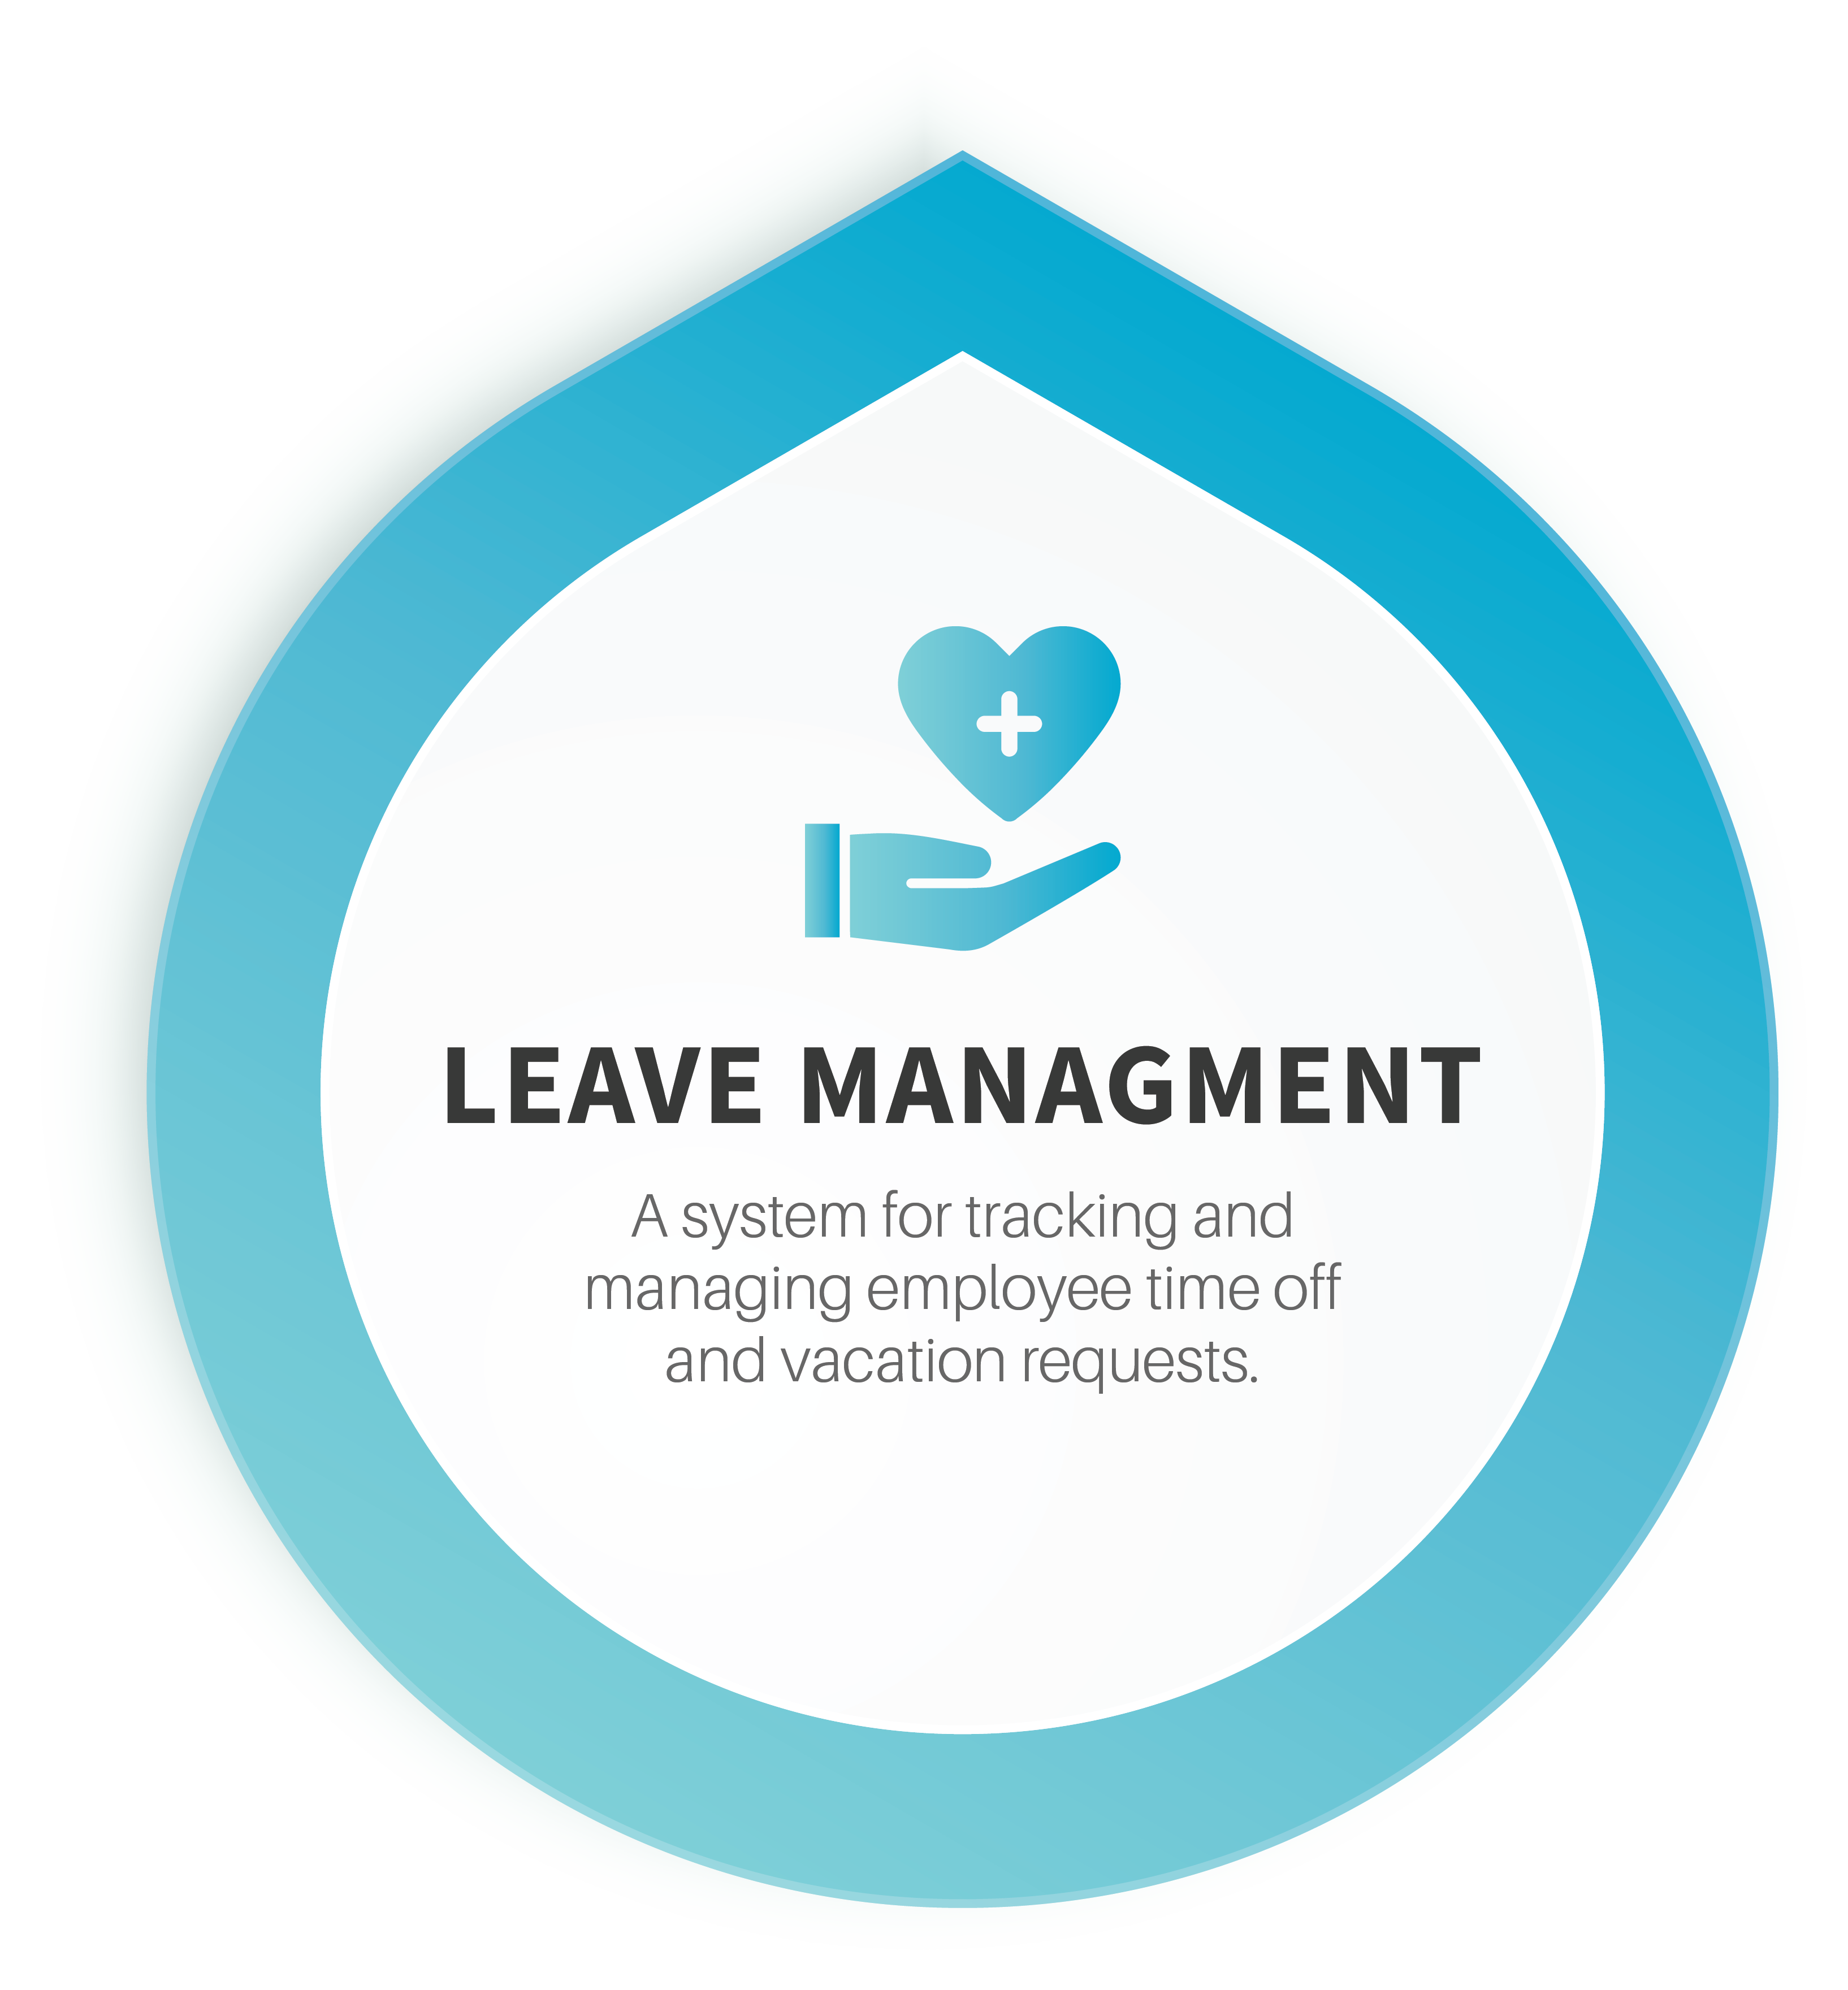 LEAVE MANAGMENT
A system for tracking and
managing employee time off
and vacation requests.